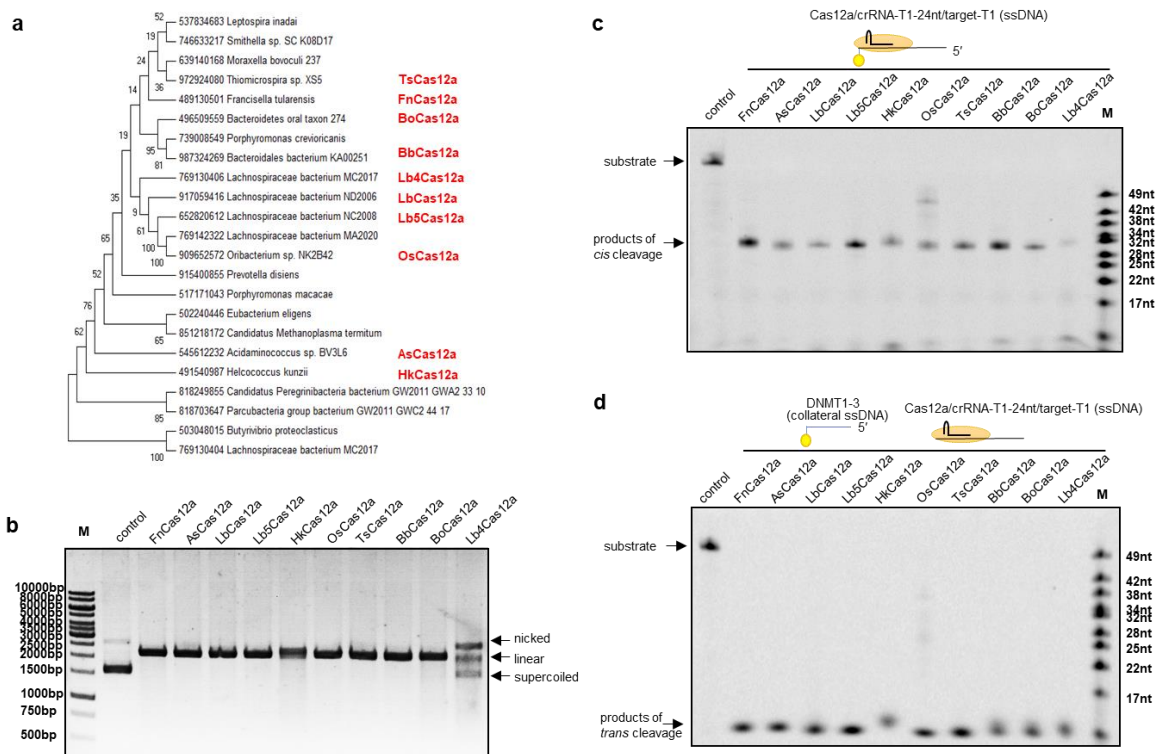 a
52
537834683 Leptospira inadai
19
746633217 Smithella sp. SC K08D17
24
639140168 Moraxella bovoculi 237
14
972924080 Thiomicrospira sp. XS5
TsCas12a
36
489130501 Francisella tularensis
FnCas12a
19
496509559 Bacteroidetes oral taxon 274
BoCas12a
739008549 Porphyromonas crevioricanis
95
987324269 Bacteroidales bacterium KA00251
BbCas12a
81
769130406 Lachnospiraceae bacterium MC2017
Lb4Cas12a
35
917059416 Lachnospiraceae bacterium ND2006
LbCas12a
9
652820612 Lachnospiraceae bacterium NC2008
Lb5Cas12a
61
65
769142322 Lachnospiraceae bacterium MA2020
100
909652572 Oribacterium sp. NK2B42
OsCas12a
100
52
915400855 Prevotella disiens
517171043 Porphyromonas macacae
76
502240446 Eubacterium eligens
851218172 Candidatus Methanoplasma termitum
62
65
545612232 Acidaminococcus sp. BV3L6
AsCas12a
491540987 Helcococcus kunzii
HkCas12a
818249855 Candidatus Peregrinibacteria bacterium GW2011 GWA2 33 10
818703647 Parcubacteria group bacterium GW2011 GWC2 44 17
85
503048015 Butyrivibrio proteoclasticus
769130404 Lachnospiraceae bacterium MC2017
100
b
M
control
FnCas12a
AsCas12a
LbCas12a
Lb5Cas12a
HkCas12a
OsCas12a
TsCas12a
BbCas12a
BoCas12a
Lb4Cas12a
10000bp
8000bp
6000bp
5000bp
4000bp
3500bp
3000bp
2500bp
2000bp
1500bp
1000bp
750bp
500bp
nicked
linear
supercoiled
c
Cas12a/crRNA-T1-24nt/target-T1 (ssDNA)
5′
control
FnCas12a
AsCas12a
LbCas12a
Lb5Cas12a
HkCas12a
OsCas12a
TsCas12a
BbCas12a
BoCas12a
Lb4Cas12a
M
substrate
products of
cis cleavage
49nt
42nt
38nt
34nt
32nt
28nt
25nt
22nt
17nt
d
DNMT1-3
(collateral ssDNA)
5′
Cas12a/crRNA-T1-24nt/target-T1 (ssDNA)
control
FnCas12a
AsCas12a
LbCas12a
Lb5Cas12a
HkCas12a
OsCas12a
TsCas12a
BbCas12a
BoCas12a
Lb4Cas12a
M
substrate
products of
trans cleavage
49nt
42nt
38nt
34nt
32nt
28nt
25nt
22nt
17nt